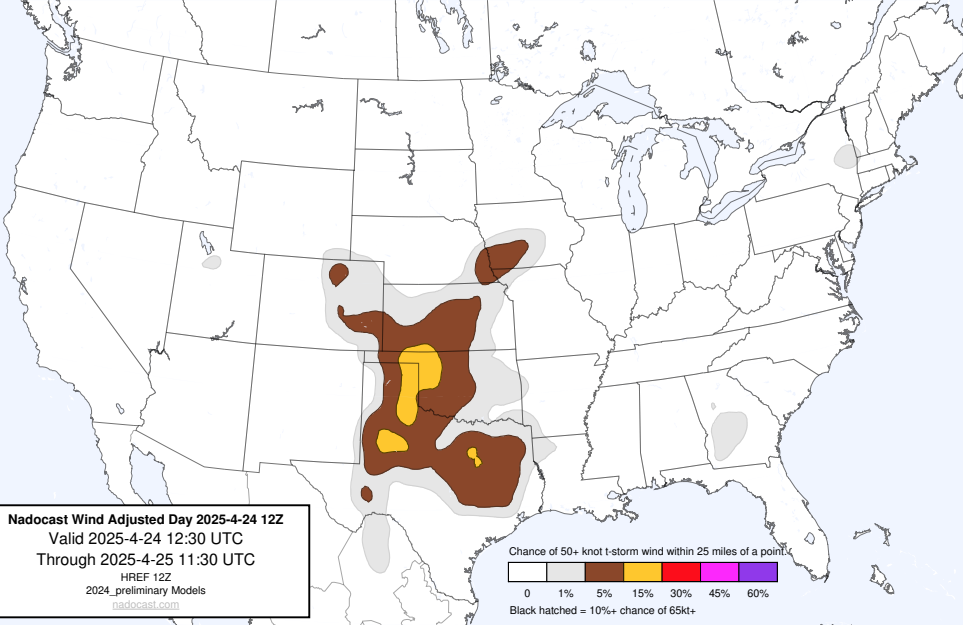 Nadocast Wind Adjusted Day 2025-4-24 12Z
Valid 2025-4-24 12:30 UTC
Through 2025-4-25 11:30 UTC
HREF 12Z
2024_preliminary Models
nadocast.com
Chance of 50+ knot t-storm wind within 25 miles of a point.
0 1% 5% 15% 30% 45% 60%
Black hatched = 10%+ chance of 65kt+